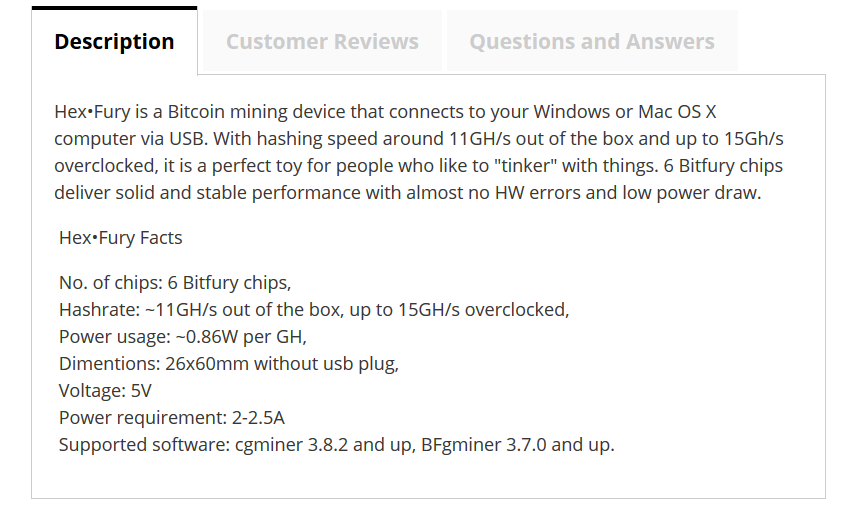 Description
Customer Reviews
Questions and Answers
Hex•Fury is a Bitcoin mining device that connects to your Windows or Mac OS X
computer via USB. With hashing speed around 11GH/s out of the box and up to 15Gh/s
overclocked, it is a perfect toy for people who like to "tinker" with things. 6 Bitfury chips
deliver solid and stable performance with almost no HW errors and low power draw.
Hex•Fury Facts
No. of chips: 6 Bitfury chips,
Hashrate: ~11GH/s out of the box, up to 15GH/s overclocked,
Power usage: ~0.86W per GH,
Dimentions: 26x60mm without usb plug,
Voltage: 5V
Power requirement: 2-2.5A
Supported software: cgminer 3.8.2 and up, BFgminer 3.7.0 and up.